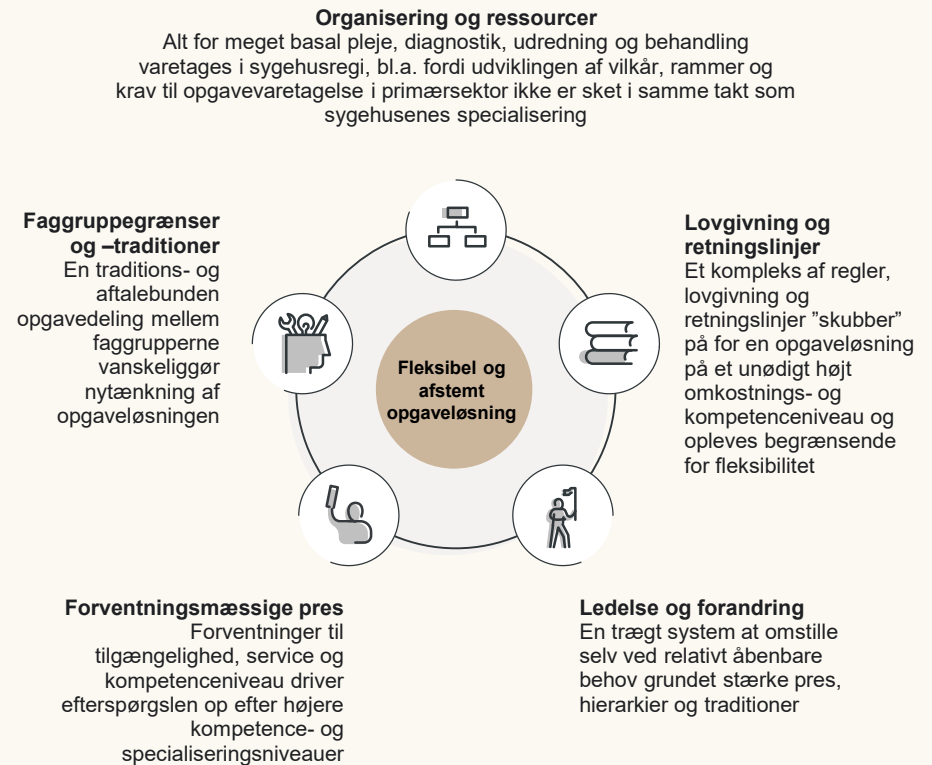 Organisering og ressourcer
Alt for meget basal pleje, diagnostik, udredning og behandling
varetages i sygehusregi, bl.a. fordi udviklingen af vilkår, rammer og
krav til opgavevaretagelse i primærsektor ikke er sket i samme takt som
sygehusenes specialisering
Faggruppegrænser
og –traditioner
En traditions- og
aftalebunden
opgavedeling mellem
faggrupperne
vanskeliggør
nytænkning af
opgaveløsningen
Fleksibel og
afstemt
opgaveløsning
Lovgivning og
retningslinjer
Et kompleks af regler,
lovgivning og
retningslinjer ”skubber”
på for en opgaveløsning
på et unødigt højt
omkostnings- og
kompetenceniveau og
opleves begrænsende
for fleksibilitet
Forventningsmæssige pres
Forventninger til
tilgængelighed, service og
kompetenceniveau driver
efterspørgslen op efter højere
kompetence- og
specialiseringsniveauer
Ledelse og forandring
En trægt system at omstille
selv ved relativt åbenbare
behov grundet stærke pres,
hierarkier og traditioner